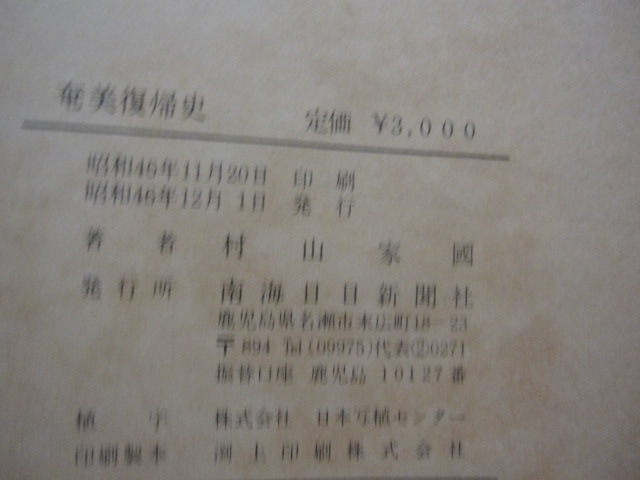 奄美復帰史 定価 ¥3,000
昭和46年11月20日 印刷
昭和46年12月 1日 発行
著者 村山家國
発行所 南海日日新聞社
鹿児島県名瀬市末広町18-23
〒894 Tel (09975)代表②0271
振替口座 鹿児島 10127番
植字 株式会社 日本写植センター
印刷製本 渕上印刷株式会社